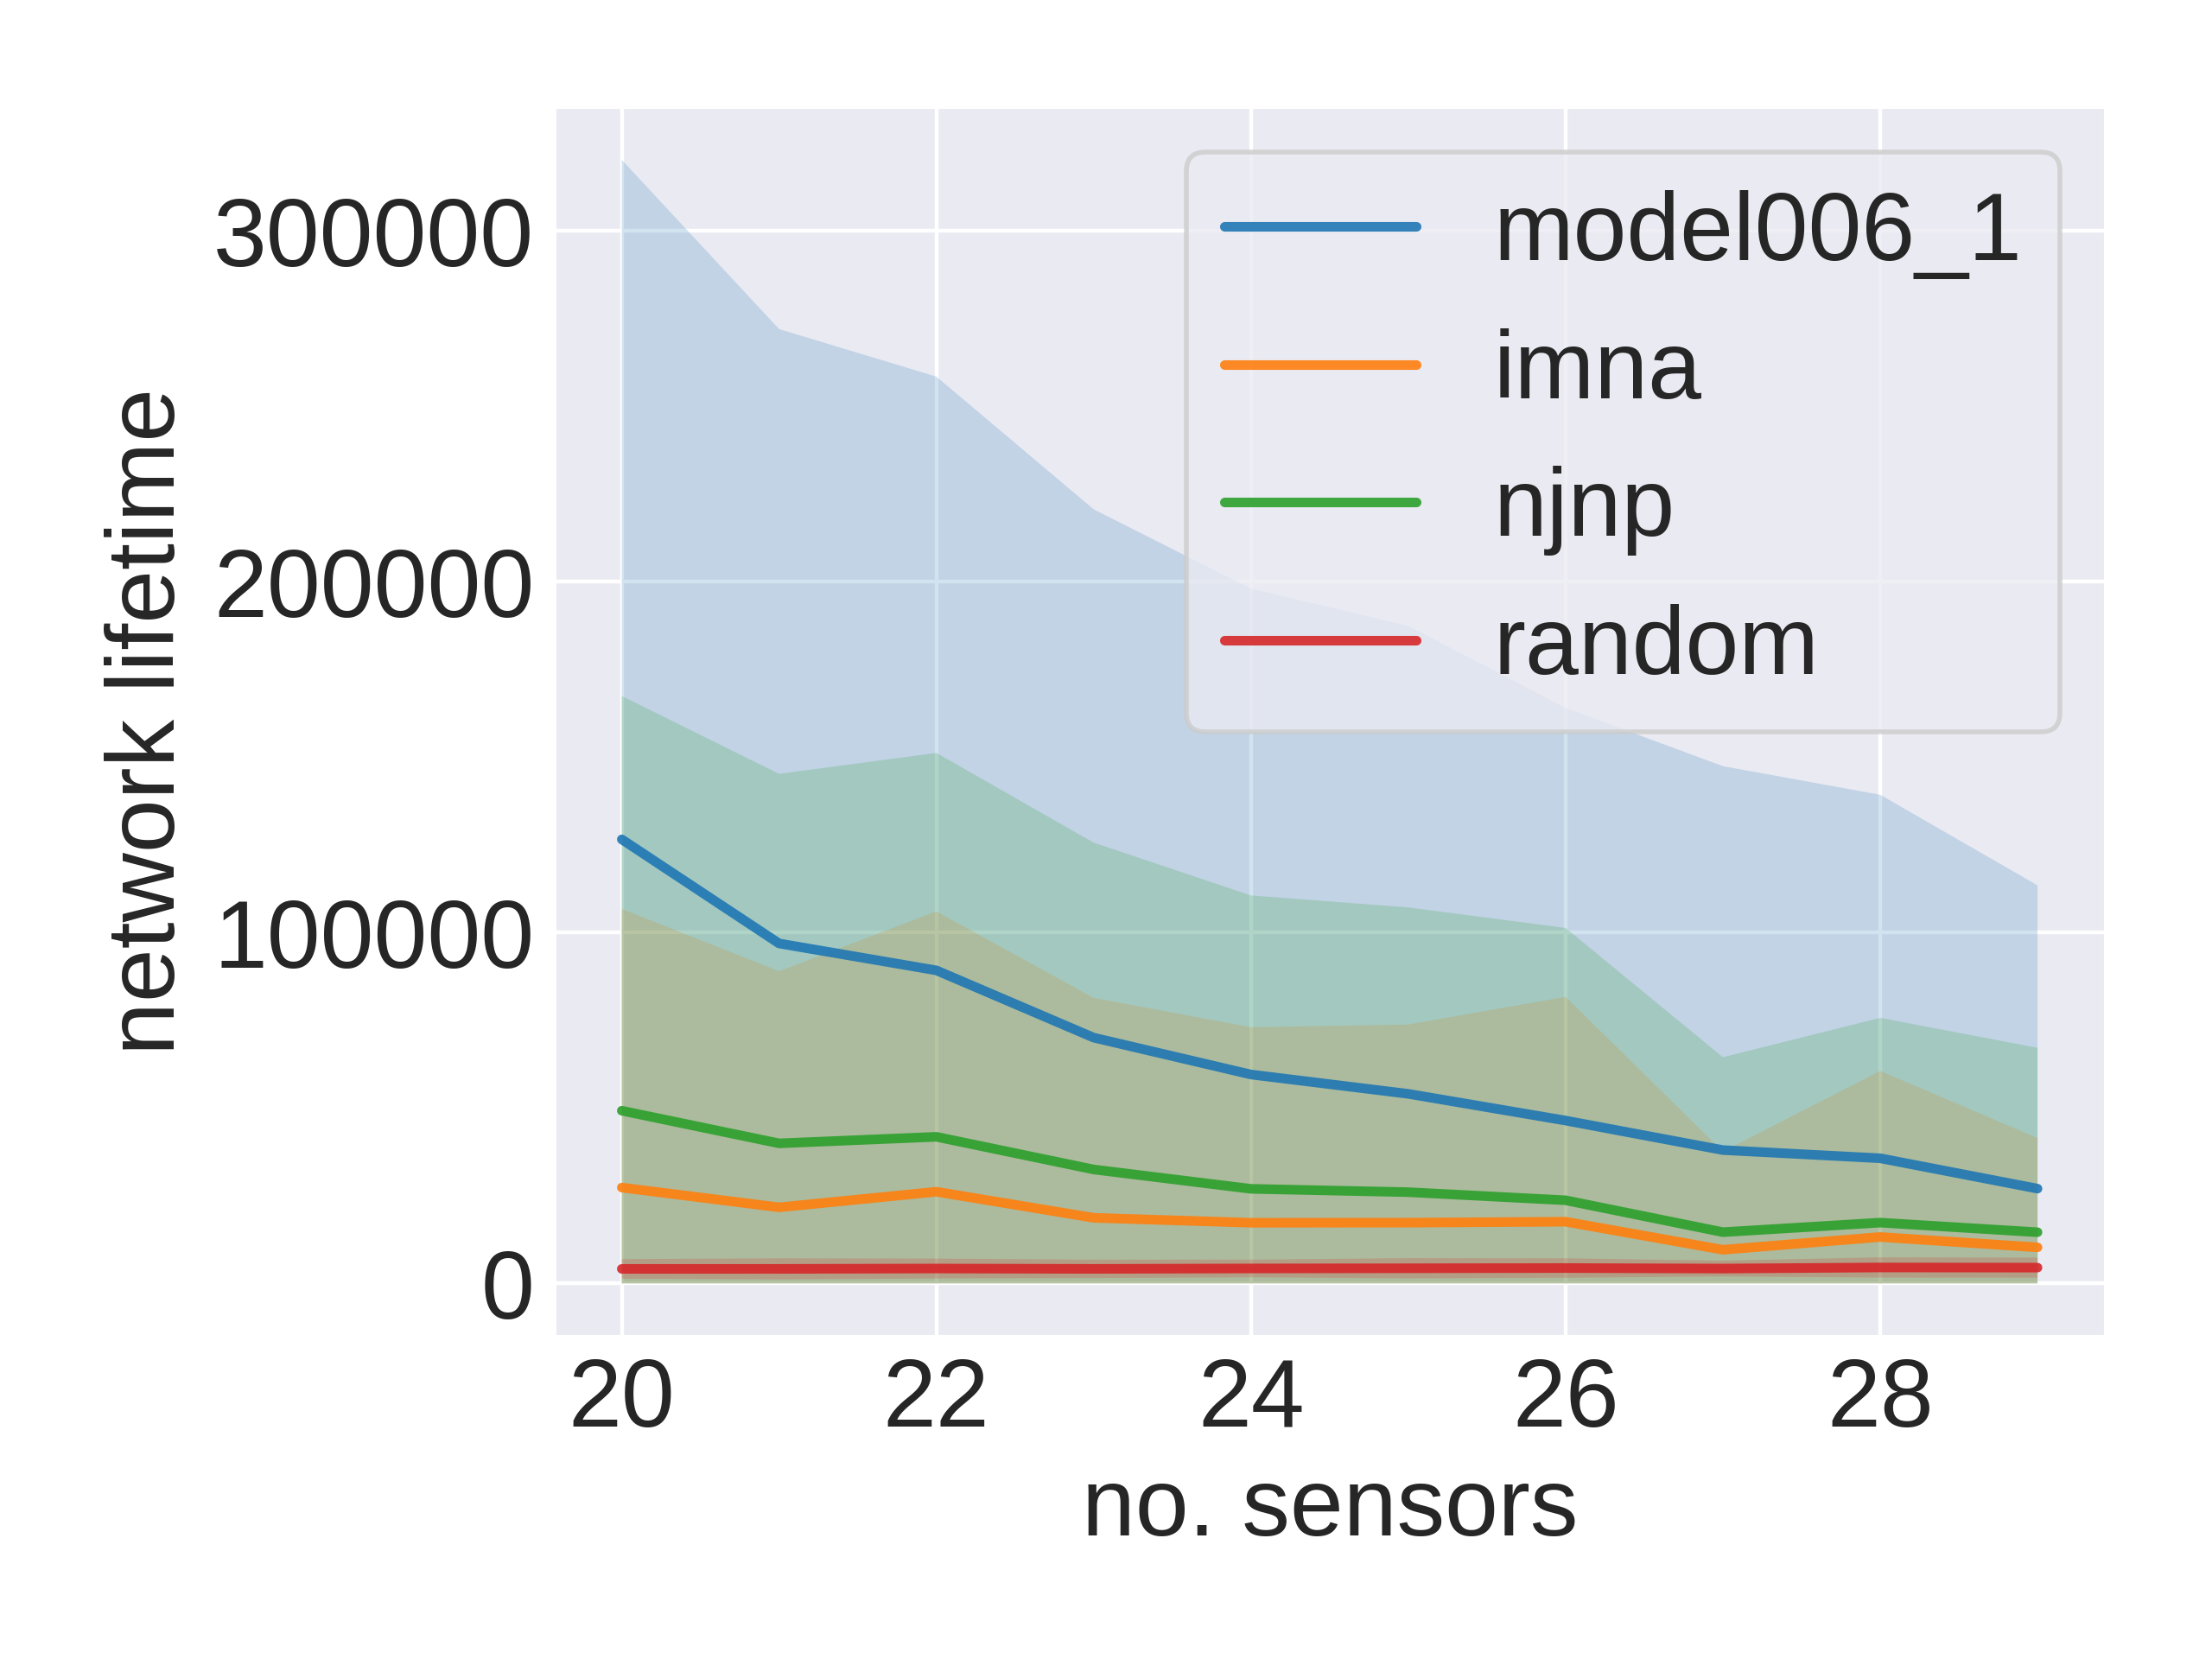 network lifetime
300000
200000
100000
0
20 22 24 26 28
no. sensors
model006_1
imna
njnp
random